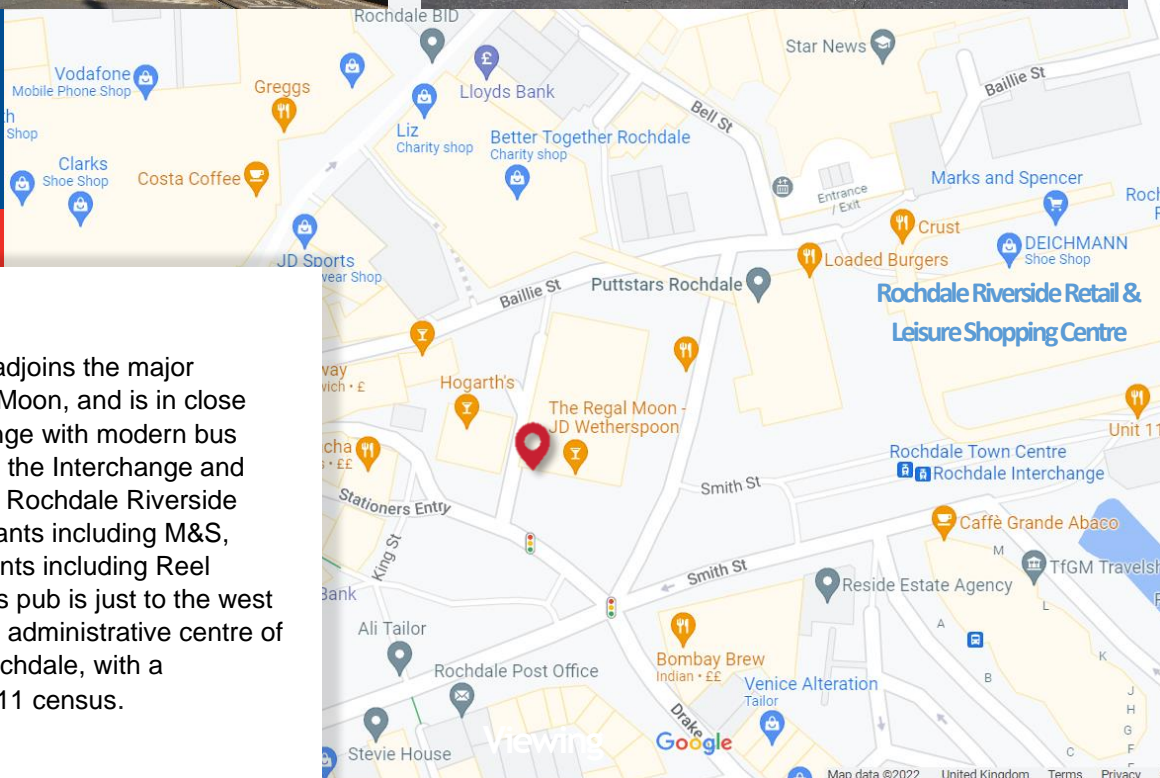 Rochdale BID
Star News
Vodafone
Mobile Phone Shop
Greggs
Lloyds Bank
Baillie St
Bell St
Shop
Liz
Charity shop
Better Together Rochdale
Charity shop
Clarks
Shoe Shop
Costa Coffee
Marks and Spencer
Entrance
/ Exit
Crust
DEICHMANN
Shoe Shop
JD Sports
wear Shop
Loaded Burgers
Puttstars Rochdale
Baillie St
Rochdale Riverside Retail &
Leisure Shopping Centre
adjoins the major
Moon, and is in close
nge with modern bus
the Interchange and
Rochdale Riverside
ants including M&S,
nts including Reel
s pub is just to the west
administrative centre of
ochdale, with a
11 census.
way
wich · £
Hogarth's
The Regal Moon -
JD Wetherspoon
Unit 11
cha
s · ££
Rochdale Town Centre
Rochdale Interchange
Smith St
Stationers Entry
King St
Caffè Grande Abaco
Smith St
M
TfGM Travelsh
Reside Estate Agency
Bank
L
A
Ali Tailor
K
Rochdale Post Office
Bombay Brew
Indian · ££
B
Venice Alteration
Tailor
J
H
Drake
G
Viewing
Google
Stevie House
C
F
Map data ©2022 United Kingdom Terms Privacy